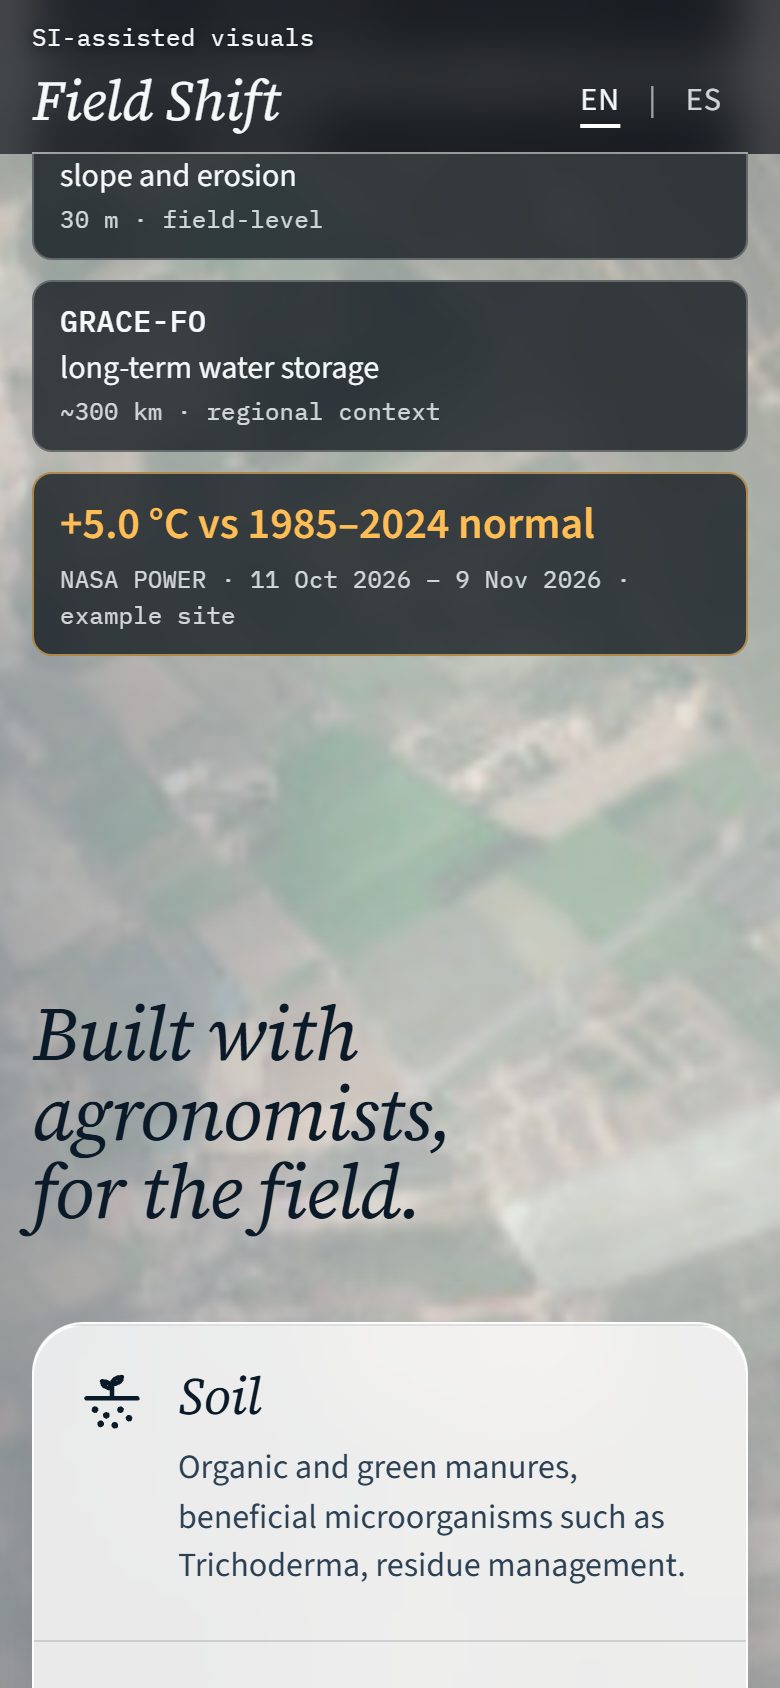 SI-assisted visuals
Field Shift
EN | ES
slope and erosion
30 m · field-level
GRACE-FO
long-term water storage
~300 km · regional context
+5.0 °C vs 1985–2024 normal
NASA POWER · 11 Oct 2026 – 9 Nov 2026 ·
example site
Built with
agronomists,
for the field.
Soil
Organic and green manures,
beneficial microorganisms such as
Trichoderma, residue management.